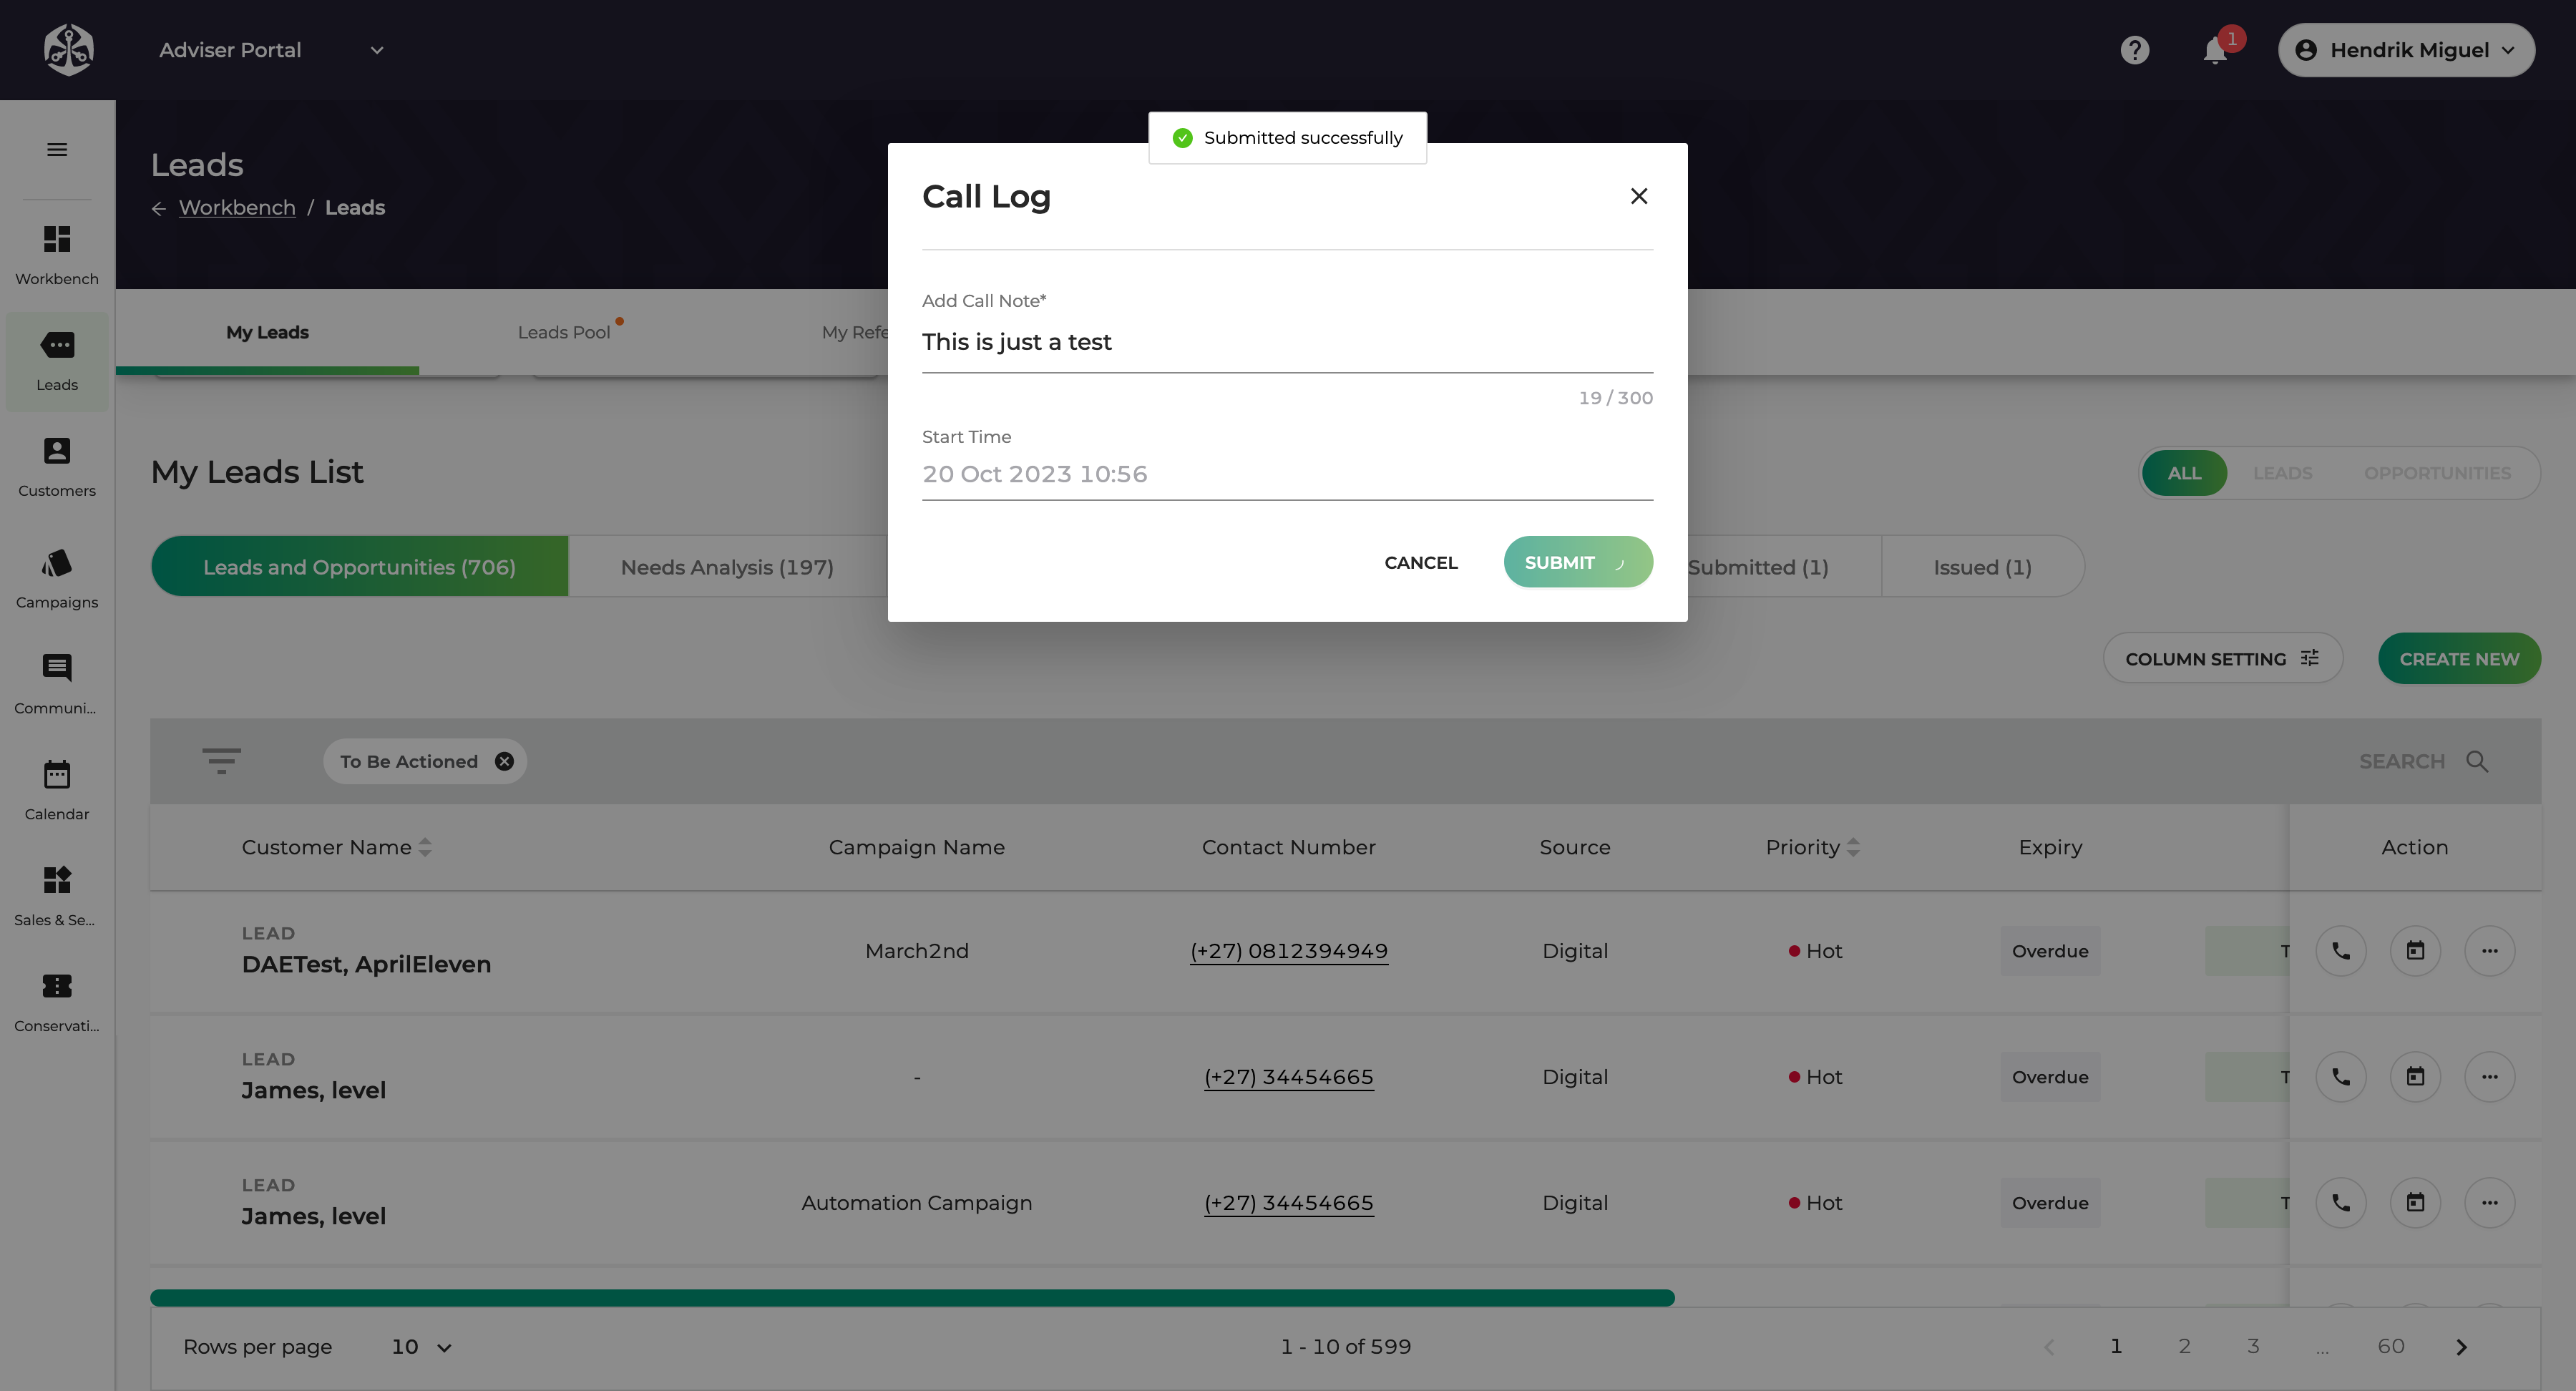 Adviser Portal
1
Hendrik Miguel
Submitted successfully
Leads
Workbench / Leads
Workbench
Leads
Customers
Campaigns
Communi...
Calendar
Sales & Se...
Conservati...
My Leads
Leads Pool
My Refe
Call Log
Add Call Note*
This is just a test
19 / 300
Start Time
20 Oct 2023 10:56
CANCEL
SUBMIT
My Leads List
ALL
LEADS
OPPORTUNITIES
Leads and Opportunities (706)
Needs Analysis (197)
Submitted (1)
Issued (1)
COLUMN SETTING
CREATE NEW
To Be Actioned
SEARCH
Customer Name Campaign Name Contact Number Source Priority Expiry Action
LEAD
DAETest, AprilEleven March2nd (+27) 0812394949 Digital Hot Overdue T
LEAD
James, level - (+27) 34454665 Digital Hot Overdue T
LEAD
James, level Automation Campaign (+27) 34454665 Digital Hot Overdue T
Rows per page 10 1 - 10 of 599 1 2 3 ... 60